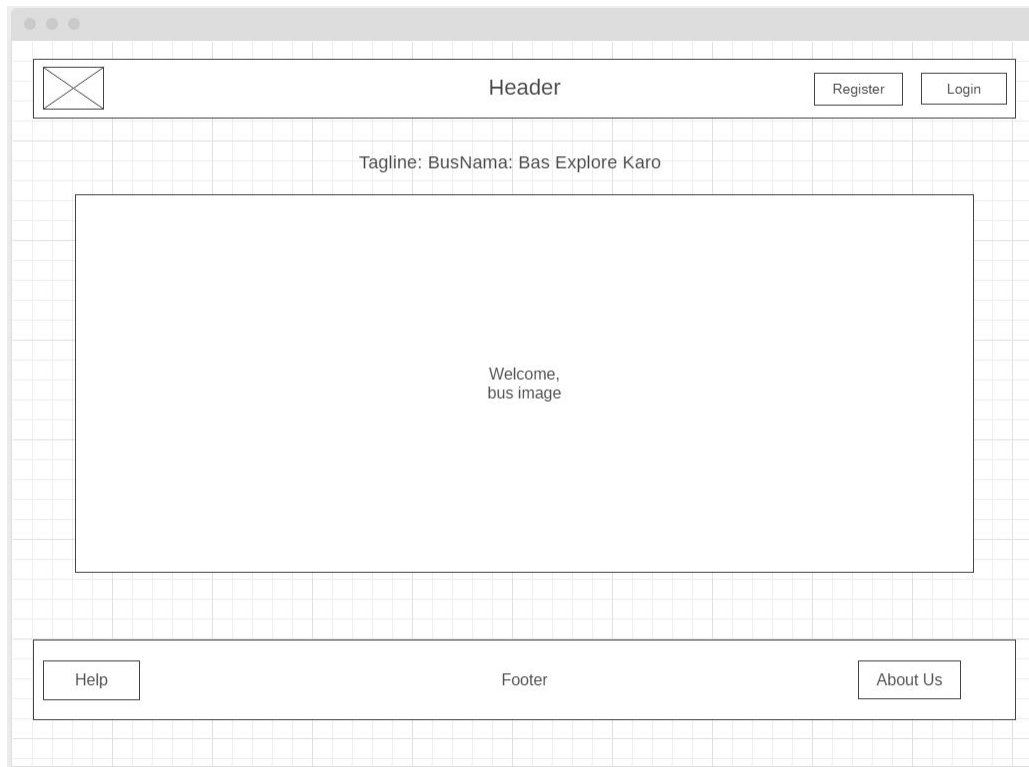 Header
Register
Login
Tagline: BusNama: Bas Explore Karo
Welcome,
bus image
Help
Footer
About Us